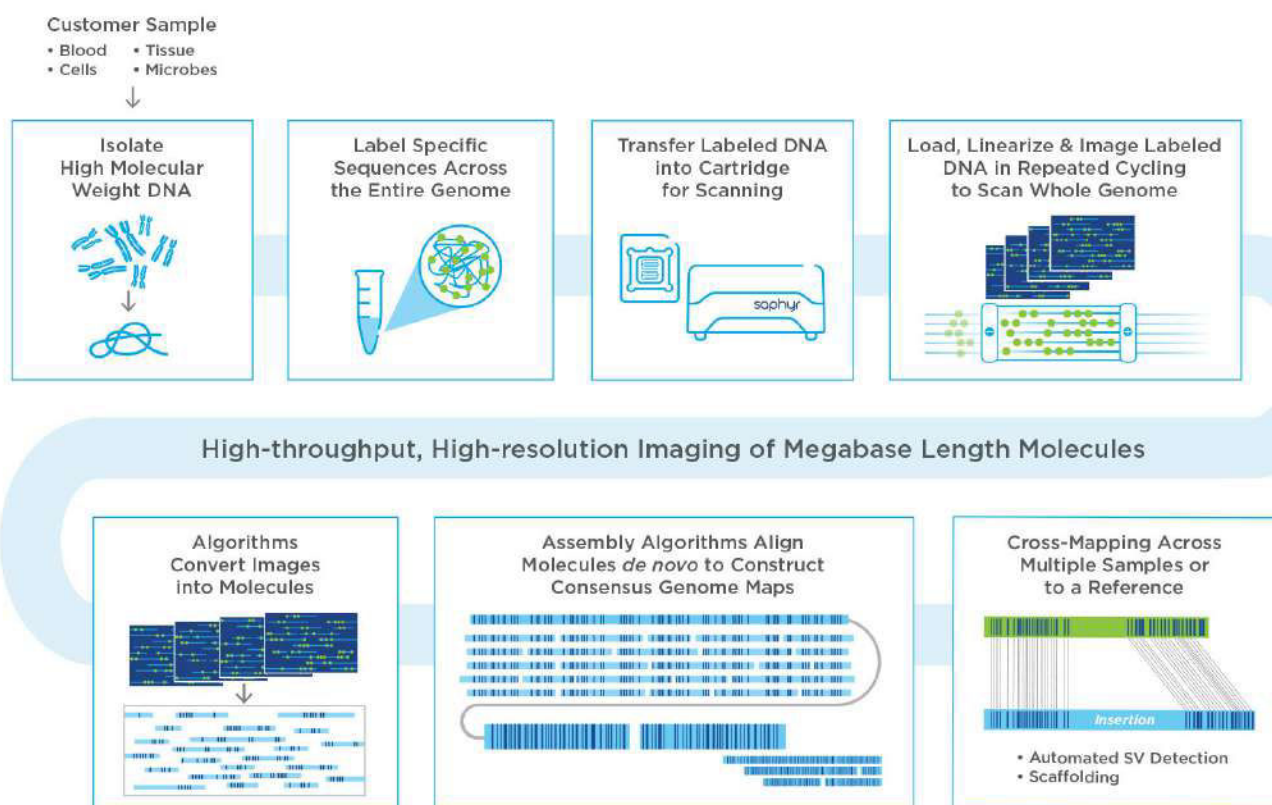 Customer Sample
• Blood • Tissue
• Cells • Microbes
Isolate
High Molecular
Weight DNA
Label Specific
Sequences Across
the Entire Genome
Transfer Labeled DNA
into Cartridge
for Scanning
saphyr
Load, Linearize & Image Labeled
DNA in Repeated Cycling
to Scan Whole Genome
High-throughput, High-resolution Imaging of Megabase Length Molecules
Algorithms
Convert Images
into Molecules
Assembly Algorithms Align
Molecules de novo to Construct
Consensus Genome Maps
Cross-Mapping Across
Multiple Samples or
to a Reference
Insertion
• Automated SV Detection
• Scaffolding